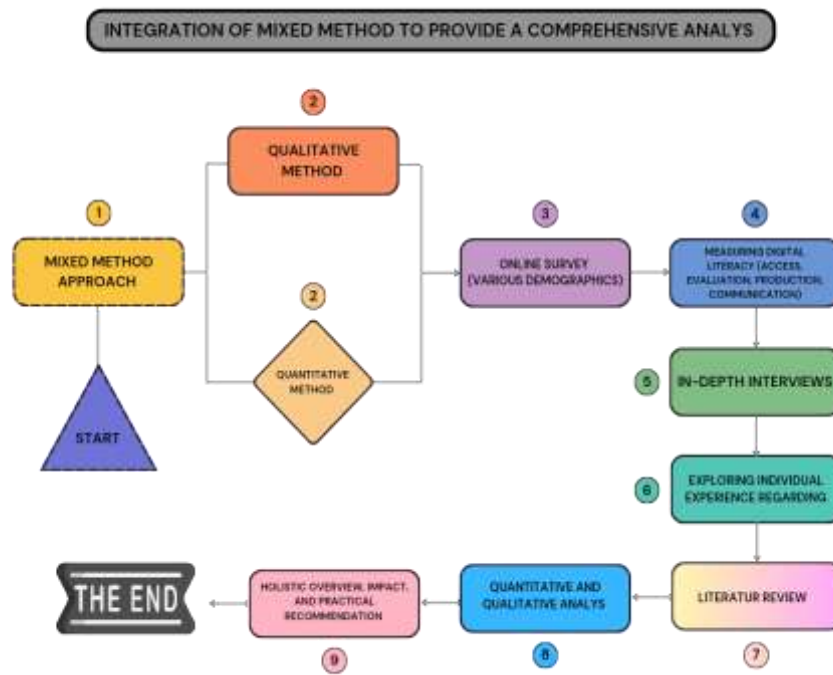 INTEGRATION OF MIXED METHOD TO PROVIDE A COMPREHENSIVE ANALYS
2
QUALITATIVE
METHOD
1
MIXED METHOD
APPROACH
START
2
QUANTITATIVE
METHOD
3
ONLINE SURVEY
(VARIOUS DEMOGRAPHICS)
4
MEASURING DIGITAL
LITERACY (ACCESS,
EVALUATION, PRODUCTION,
COMMUNICATION)
5
IN-DEPTH INTERVIEWS
6
EXPLORING INDIVIDUAL
EXPERIENCE REGARDING
LITERATUR REVIEW
7
QUANTITATIVE AND
QUALITATIVE ANALYS
8
HOLISTIC OVERVIEW, IMPACT,
AND PRACTICAL
RECOMMENDATION
9
THE END